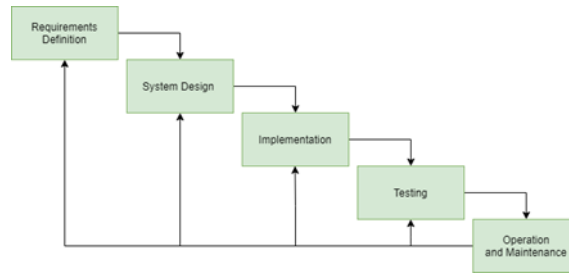 Requirements
Definition
System Design
Implementation
Testing
Operation
and Maintenance